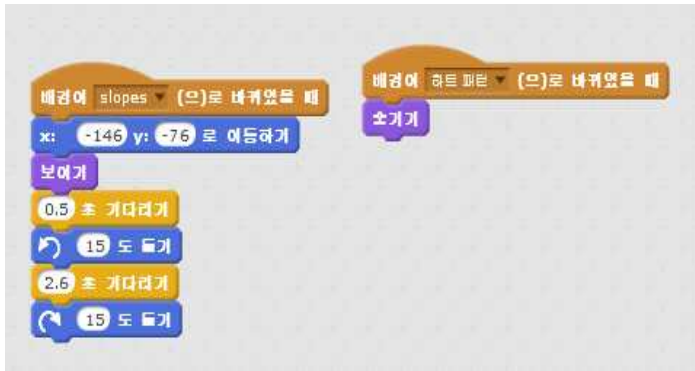 배경이 slopes (으)로 바뀌었을 때
x: -146 y: -76 로 이동하기
보이기
0.5 초 기다리기
15 도 돌기
2.6 초 기다리기
15 도 돌기
배경이 하트 패턴 (으)로 바뀌었을 때
숨기기